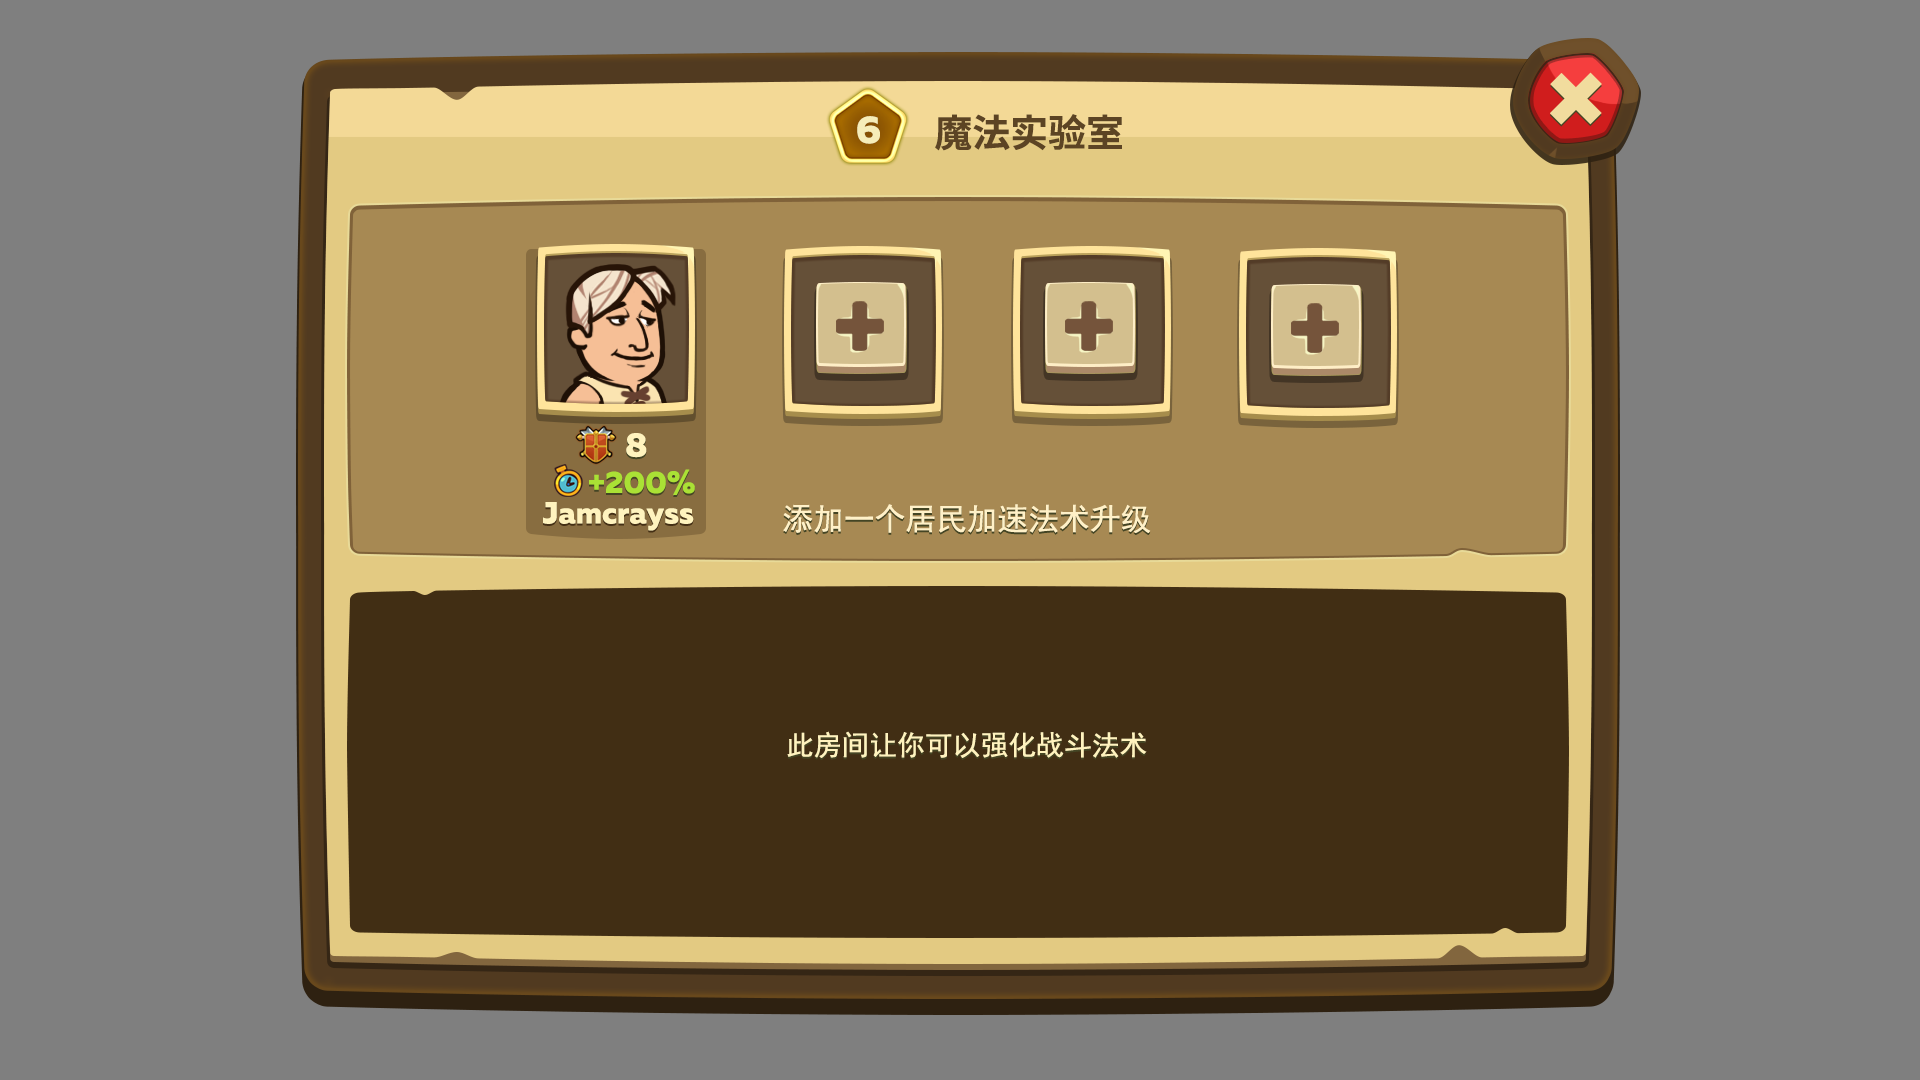 6 魔法实验室
8
+200%
Jamcrayss
添加一个居民加速法术升级
此房间让你可以强化战斗法术